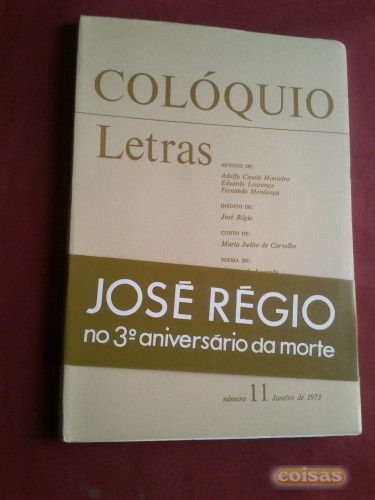 COLÓQUIO
Letras
ARTIGOS DE:
Adolfo Casais Monteiro
Eduardo Lourenço
Fernando Mendonça
INÉDITO DE:
José Régio
CONTO DE:
Maria Judite de Carvalho
POESIA DE:
JOSÉ RÉGIO
no 3º aniversário da morte
número 11 Janeiro de 1973
coisas